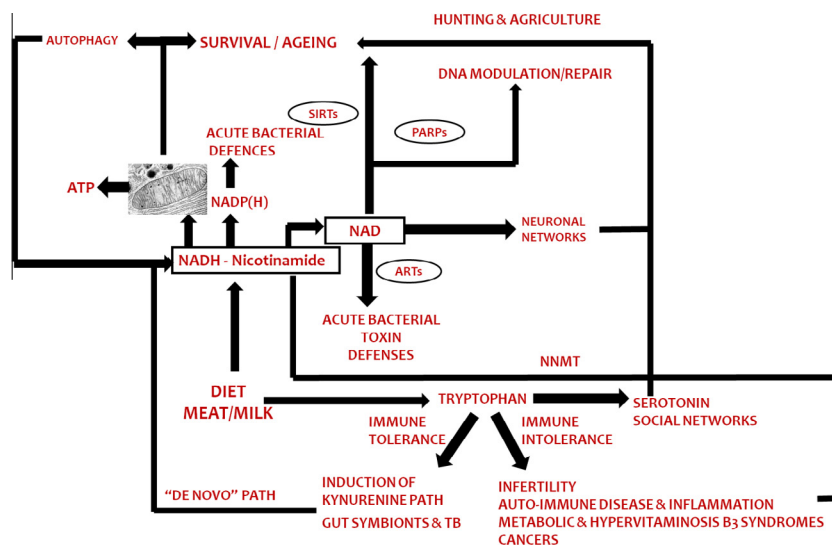 HUNTING & AGRICULTURE
AUTOPHAGY
SURVIVAL / AGEING
DNA MODULATION/REPAIR
SIRTs
PARPs
ACUTE BACTERIAL
DEFENCES
ATP
NADP(H)
NAD
NEURONAL
NETWORKS
NADH - Nicotinamide
ARTs
ACUTE BACTERIAL
TOXIN
DEFENSES
NNMT
DIET
MEAT/MILK
TRYPTOPHAN
SEROTONIN
SOCIAL NETWORKS
IMMUNE
TOLERANCE
IMMUNE
INTOLERANCE
"DE NOVO" PATH
INDUCTION OF
KYNURENINE PATH
GUT SYMBIONTS & TB
INFERTILITY
AUTO-IMMUNE DISEASE & INFLAMMATION
METABOLIC & HYPERVITAMINOSIS B3 SYNDROMES
CANCERS